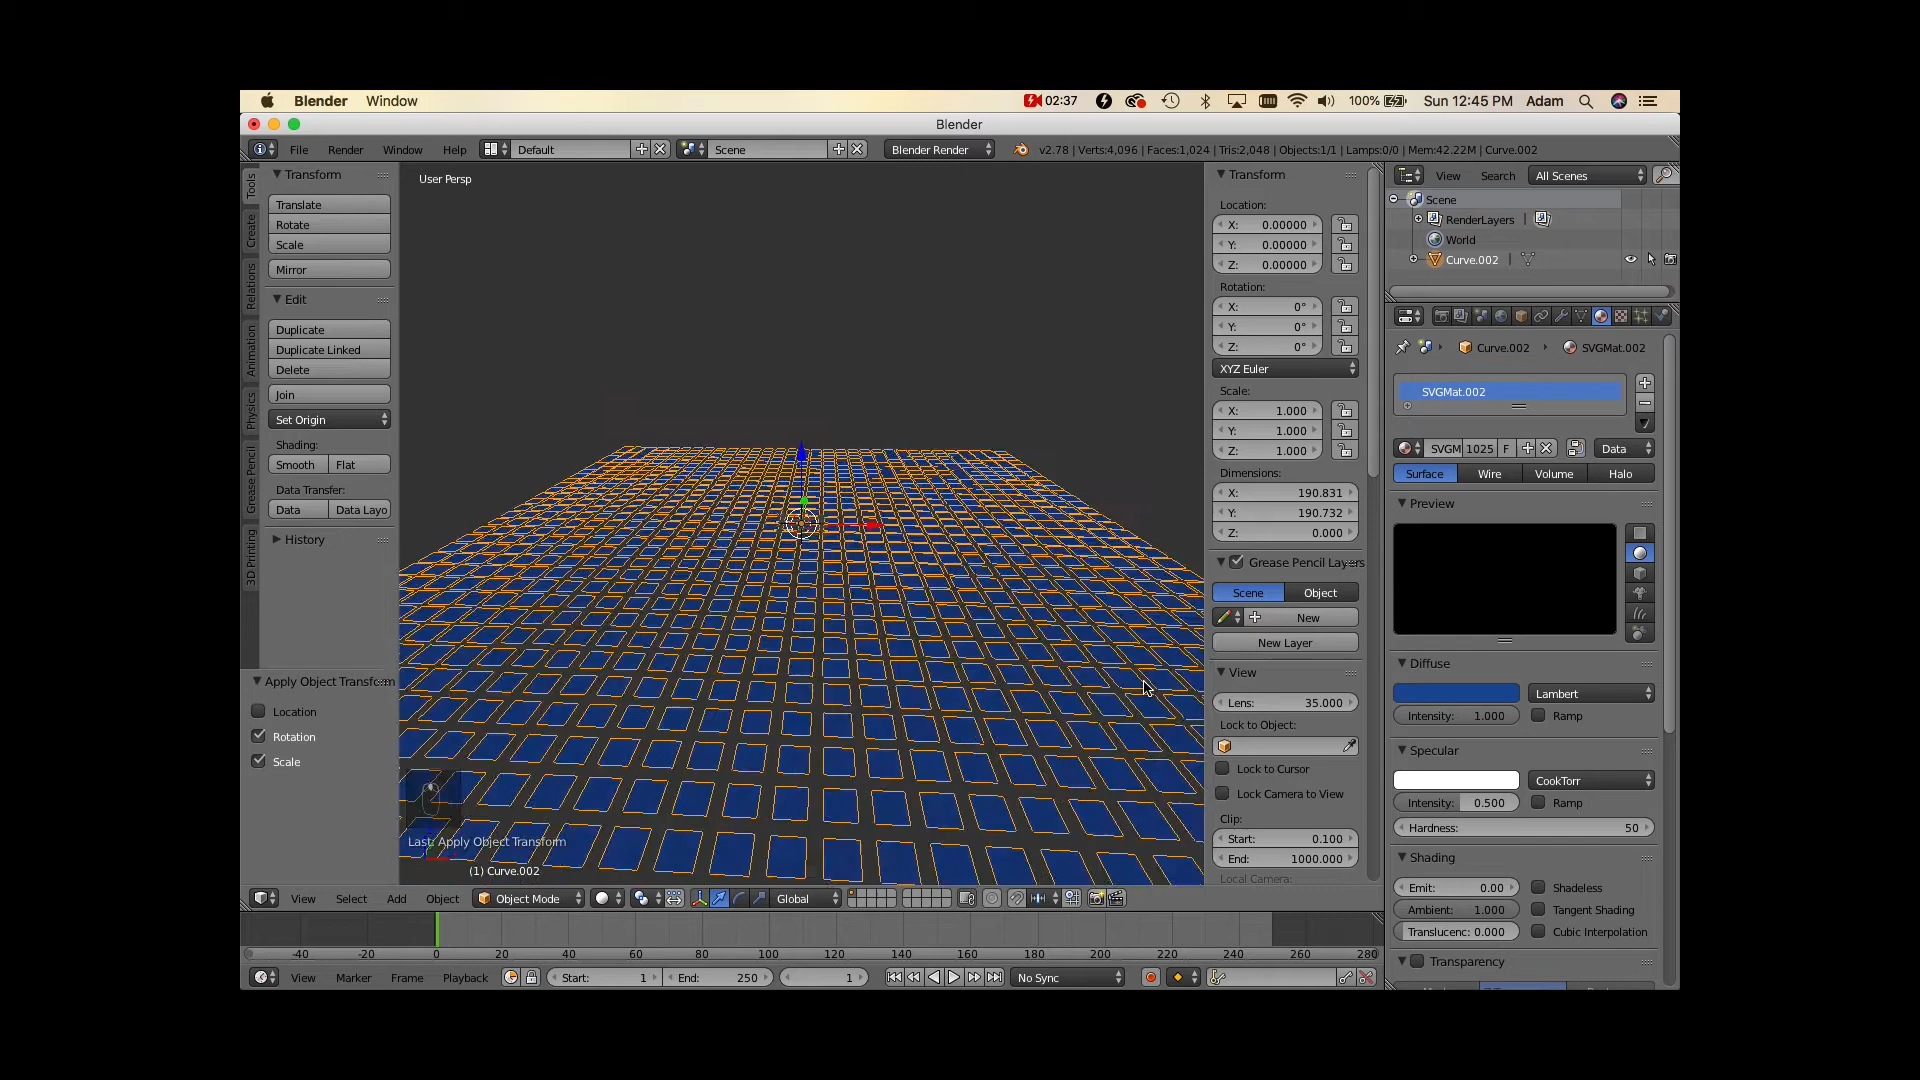 Blender Window 02:37 100% Sun 12:45 PM Adam
Blender
File Render Window Help Default Scene Blender Render v2.78 | Verts:4,096 | Faces:1,024 | Tris:2,048 | Objects:1/1 | Lamps:0/0 | Mem:42.22M | Curve.002
Tools
Create
Relations
Animation
Physics
Grease Pencil
3D Printing
Transform
Translate
Rotate
Scale
Mirror
Edit
Duplicate
Duplicate Linked
Delete
Join
Set Origin
Shading:
Smooth Flat
Data Transfer:
Data Data Layo
History
Apply Object Transform
Location
Rotation
Scale
User Persp
Last: Apply Object Transform
(1) Curve.002
Transform
Location:
X: 0.00000
Y: 0.00000
Z: 0.00000
Rotation:
X: 0°
Y: 0°
Z: 0°
XYZ Euler
Scale:
X: 1.000
Y: 1.000
Z: 1.000
Dimensions:
X: 190.831
Y: 190.732
Z: 0.000
Grease Pencil Layers
Scene Object
New
New Layer
View
Lens: 35.000
Lock to Object:
Lock to Cursor
Lock Camera to View
Clip:
Start: 0.100
End: 1000.000
Local Camera:
View Search All Scenes
Scene
RenderLayers
World
Curve.002
Curve.002 SVGMat.002
SVGMat.002
SVGM 1025 F Data
Surface Wire Volume Halo
Preview
Diffuse
Lambert
Intensity: 1.000 Ramp
Specular
CookTorr
Intensity: 0.500 Ramp
Hardness: 50
Shading
Emit: 0.00 Shadeless
Ambient: 1.000 Tangent Shading
Translucenc: 0.000 Cubic Interpolation
Transparency
View Select Add Object Object Mode Global
-40 -20 0 20 40 60 80 100 120 140 160 180 200 220 240 260 280
View Marker Frame Playback Start: 1 End: 250 1 No Sync